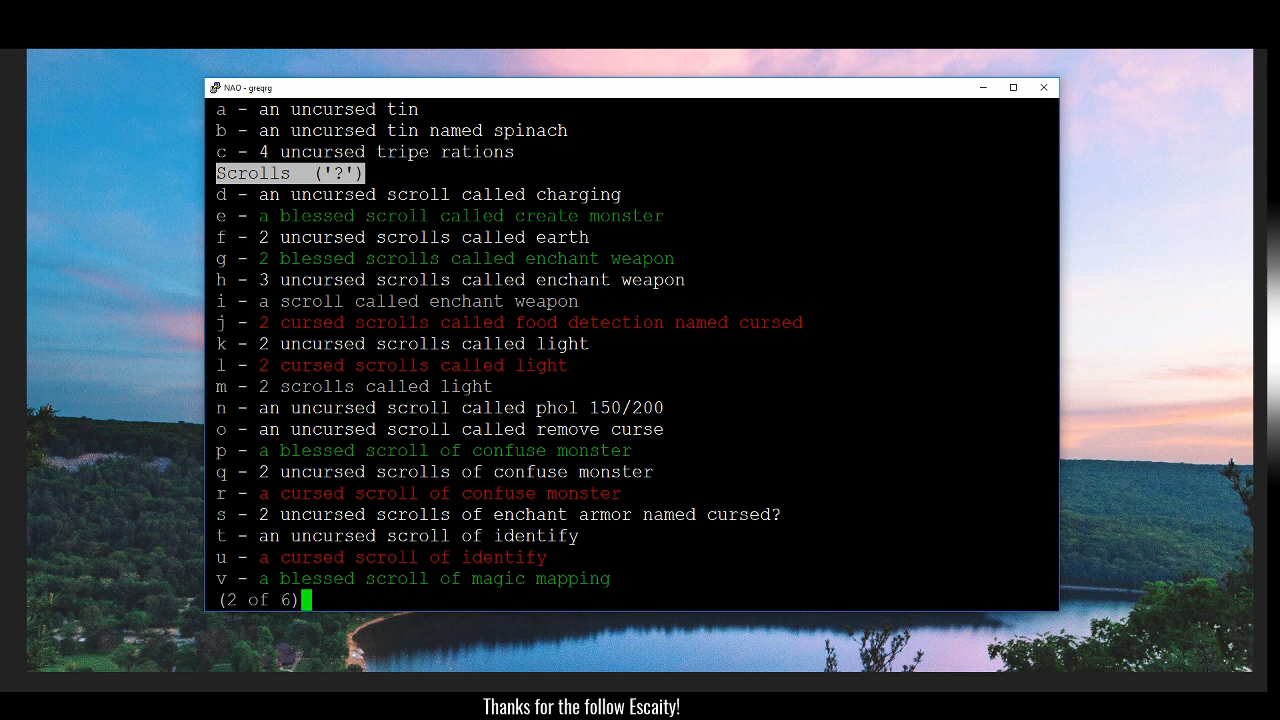 NAO - greqrg
a - an uncursed tin
b - an uncursed tin named spinach
c - 4 uncursed tripe rations
Scrolls  ('?')
d - an uncursed scroll called charging
e - a blessed scroll called create monster
f - 2 uncursed scrolls called earth
g - 2 blessed scrolls called enchant weapon
h - 3 uncursed scrolls called enchant weapon
i - a scroll called enchant weapon
j - 2 cursed scrolls called food detection named cursed
k - 2 uncursed scrolls called light
l - 2 cursed scrolls called light
m - 2 scrolls called light
n - an uncursed scroll called phol 150/200
o - an uncursed scroll called remove curse
p - a blessed scroll of confuse monster
q - 2 uncursed scrolls of confuse monster
r - a cursed scroll of confuse monster
s - 2 uncursed scrolls of enchant armor named cursed?
t - an uncursed scroll of identify
u - a cursed scroll of identify
v - a blessed scroll of magic mapping
(2 of 6)
Thanks for the follow Escaity!